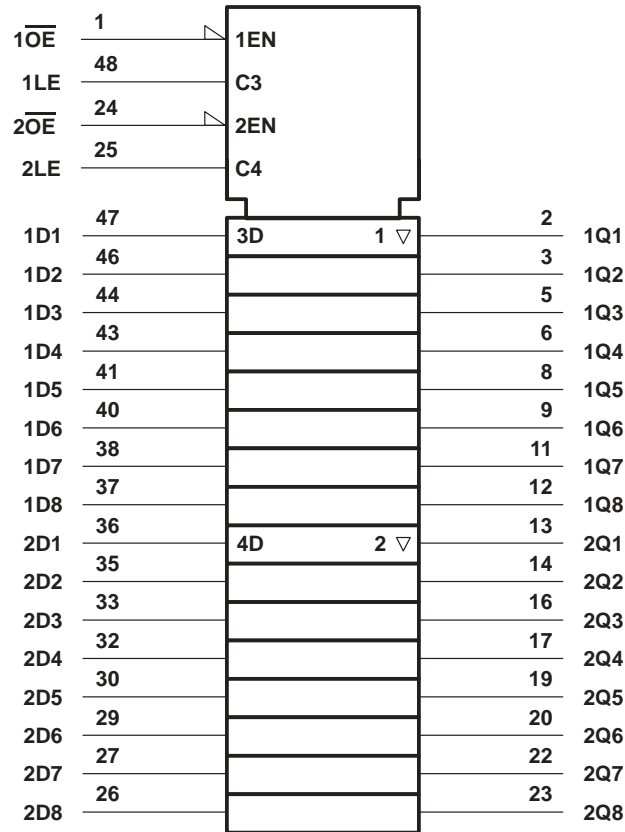 1O̅E̅ 1 1EN
1LE 48 C3
2O̅E̅ 24 2EN
2LE 25 C4
1D1 47 3D 1 ▽ 2 1Q1
1D2 46 3 1Q2
1D3 44 5 1Q3
1D4 43 6 1Q4
1D5 41 8 1Q5
1D6 40 9 1Q6
1D7 38 11 1Q7
1D8 37 12 1Q8
2D1 36 4D 2 ▽ 13 2Q1
2D2 35 14 2Q2
2D3 33 16 2Q3
2D4 32 17 2Q4
2D5 30 19 2Q5
2D6 29 20 2Q6
2D7 27 22 2Q7
2D8 26 23 2Q8